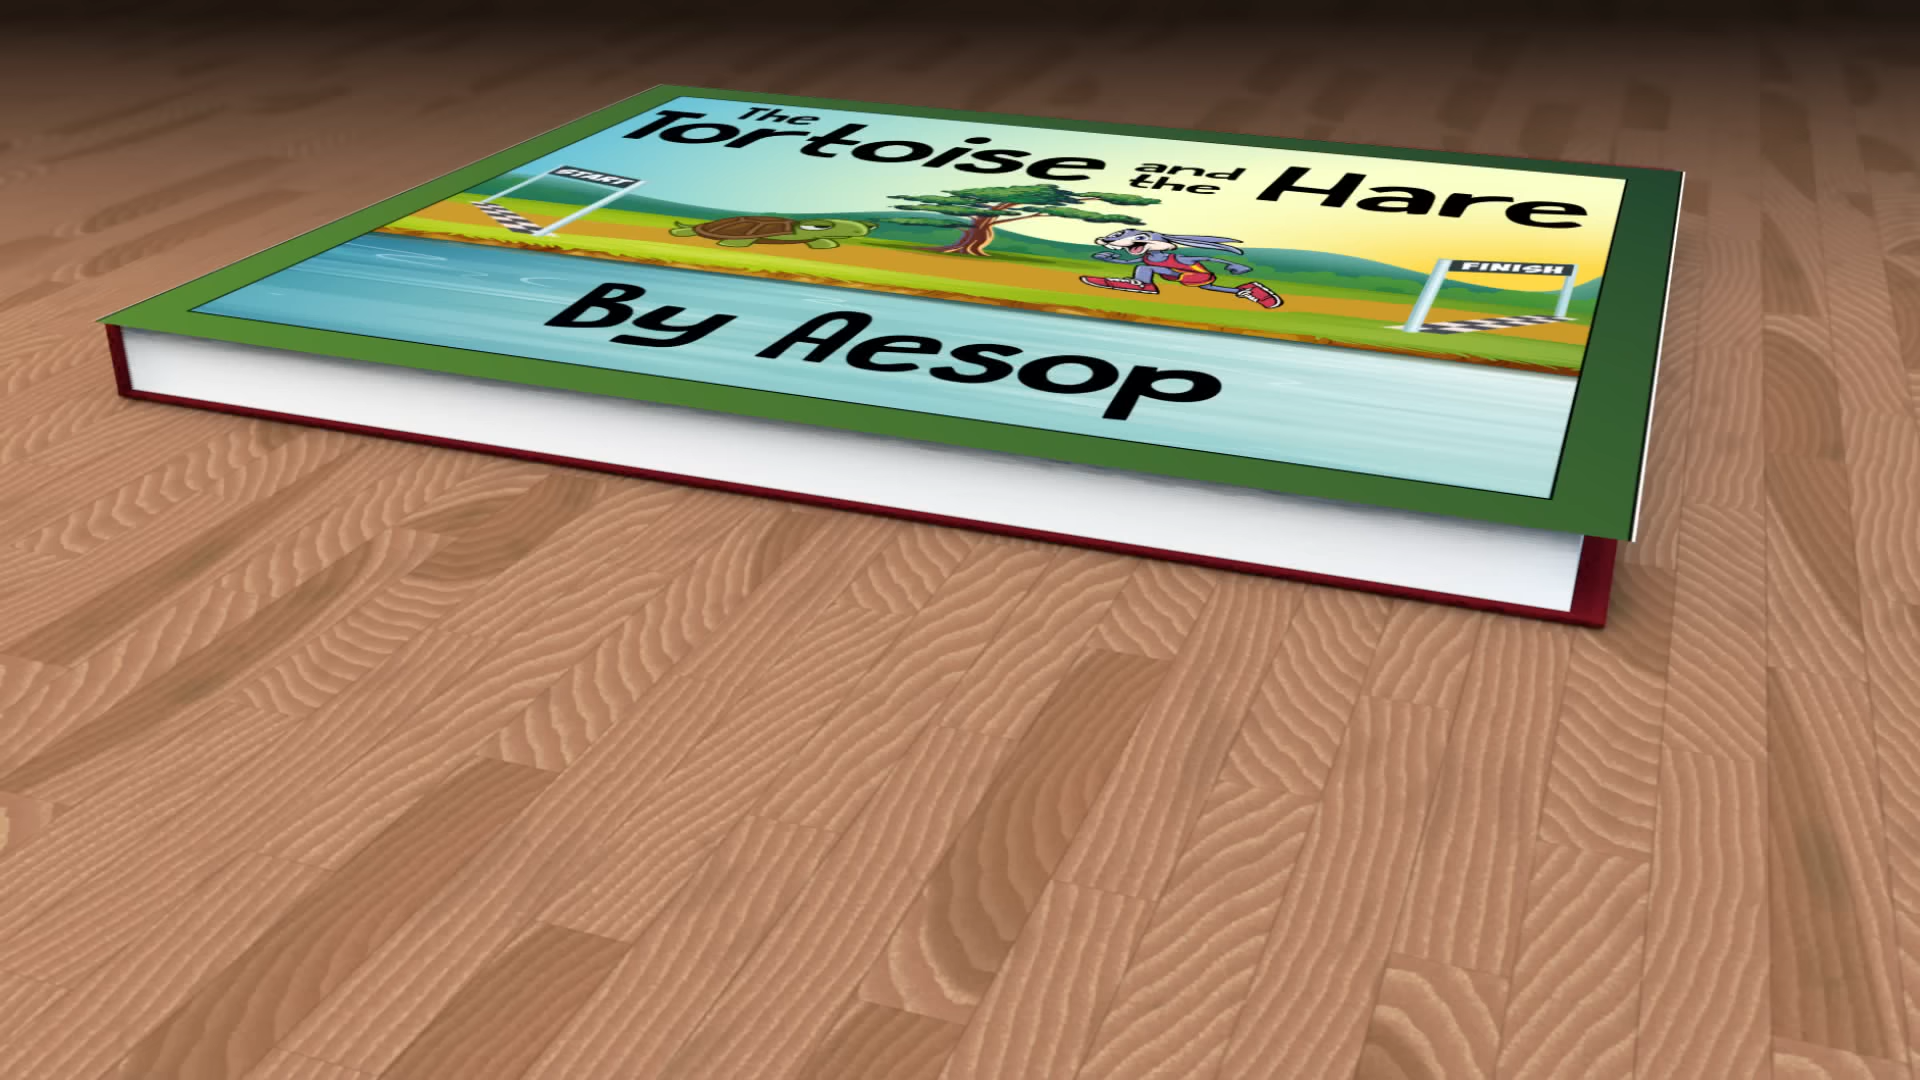 The
Tortoise and the Hare
START
FINISH
By Aesop